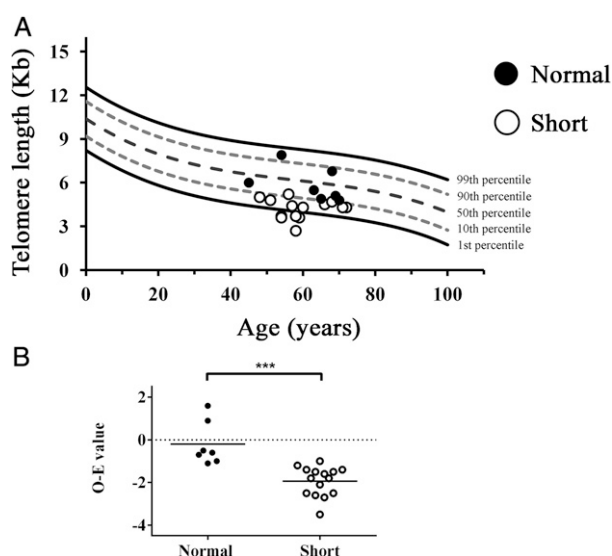 A
Telomere length (Kb)
15
12
9
6
3
0
0 20 40 60 80 100
Age (years)
Normal
Short
99th percentile
90th percentile
50th percentile
10th percentile
1st percentile
B
***
O-E value
2
0
-2
-4
Normal Short